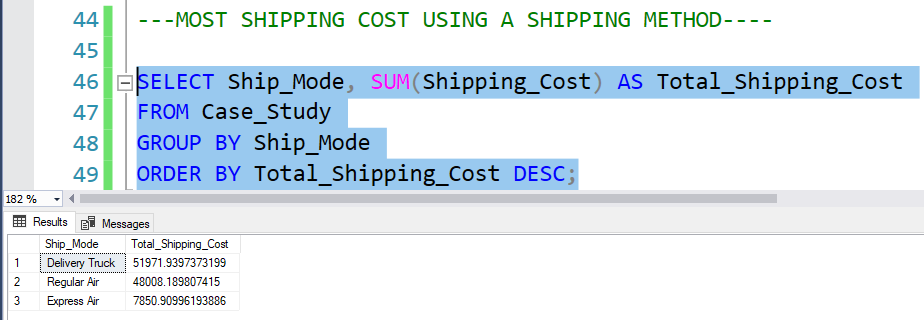 44 ---MOST SHIPPING COST USING A SHIPPING METHOD----
45
46 SELECT Ship_Mode, SUM(Shipping_Cost) AS Total_Shipping_Cost
47 FROM Case_Study
48 GROUP BY Ship_Mode
49 ORDER BY Total_Shipping_Cost DESC;
182 %
Results Messages
Ship_Mode Total_Shipping_Cost
1 Delivery Truck 51971.9397373199
2 Regular Air 48008.189807415
3 Express Air 7850.90996193886